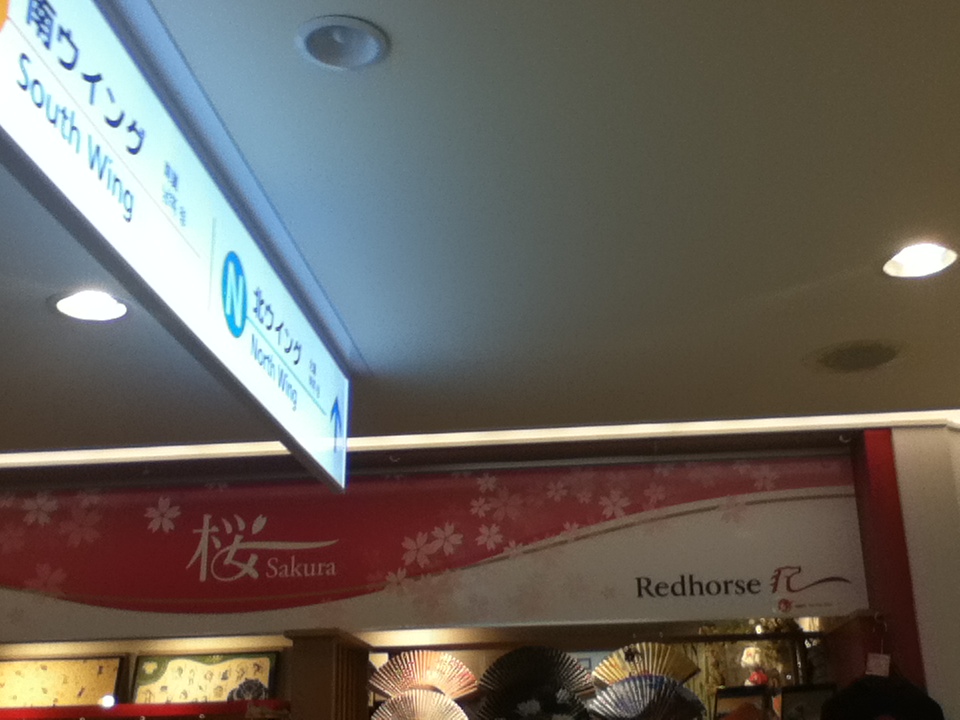 南ウイング
South Wing
N
北ウイング
North Wing
桜
Sakura
Redhorse